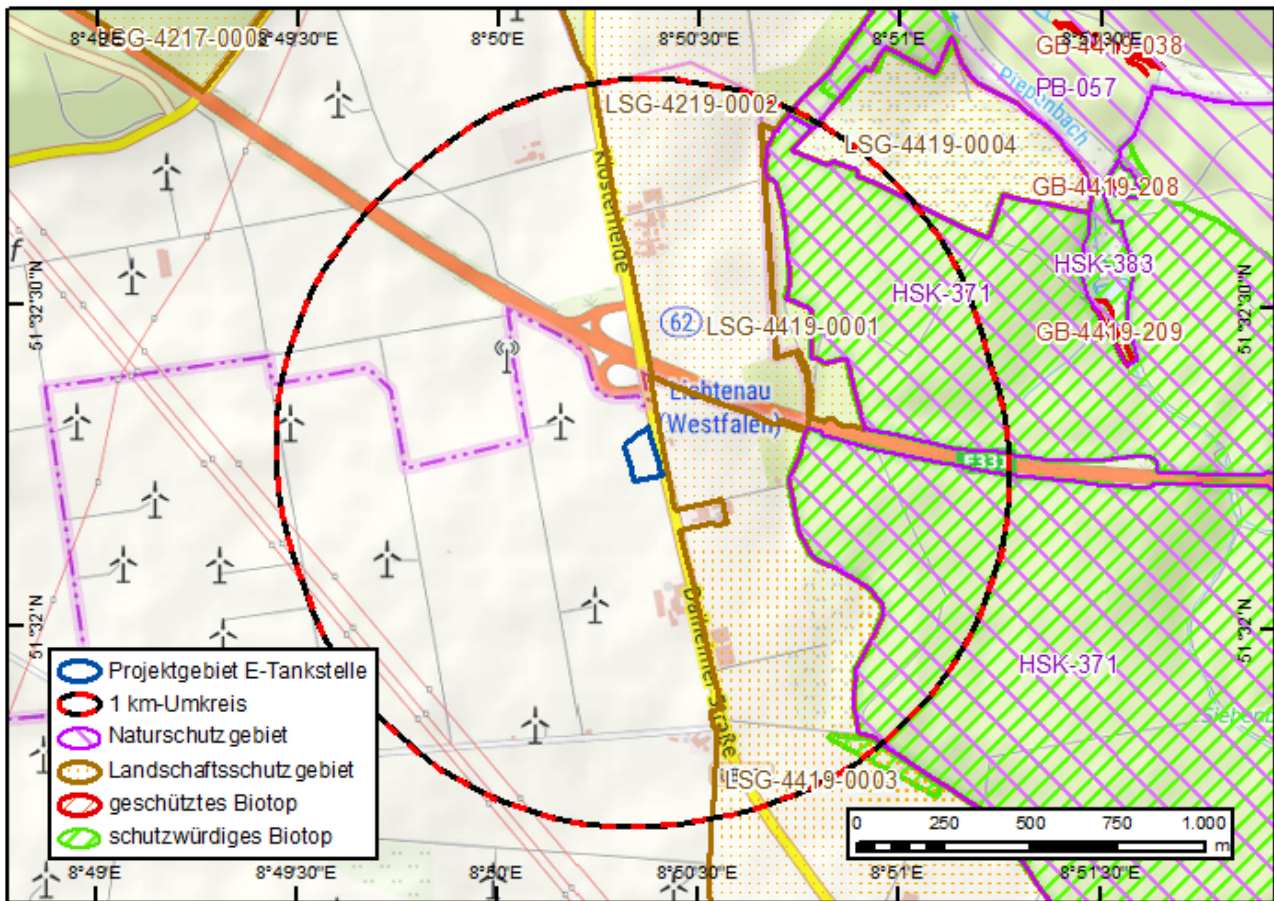 8°49'E
8°49'30"E
8°50'E
8°50'30"E
8°51'E
8°51'30"E
LSG-4217-0002
GB-4419-038
PB-057
Piepenbach
LSG-4219-0002
LSG-4419-0004
Klosterheide
GB-4419-208
f
HSK-383
HSK-371
51°32'30"N
51°32'30"N
62
LSG-4419-0001
GB-4419-209
Lichtenau
(Westfalen)
E 331
51°32'N
51°32'N
Dalheimer Straße
HSK-371
LSG-4419-0003
Projektgebiet E-Tankstelle
1 km-Umkreis
Naturschutzgebiet
Landschaftsschutzgebiet
geschütztes Biotop
schutzwürdiges Biotop
0 250 500 750 1.000
m
8°49'E
8°49'30"E
8°50'E
8°50'30"E
8°51'E
8°51'30"E